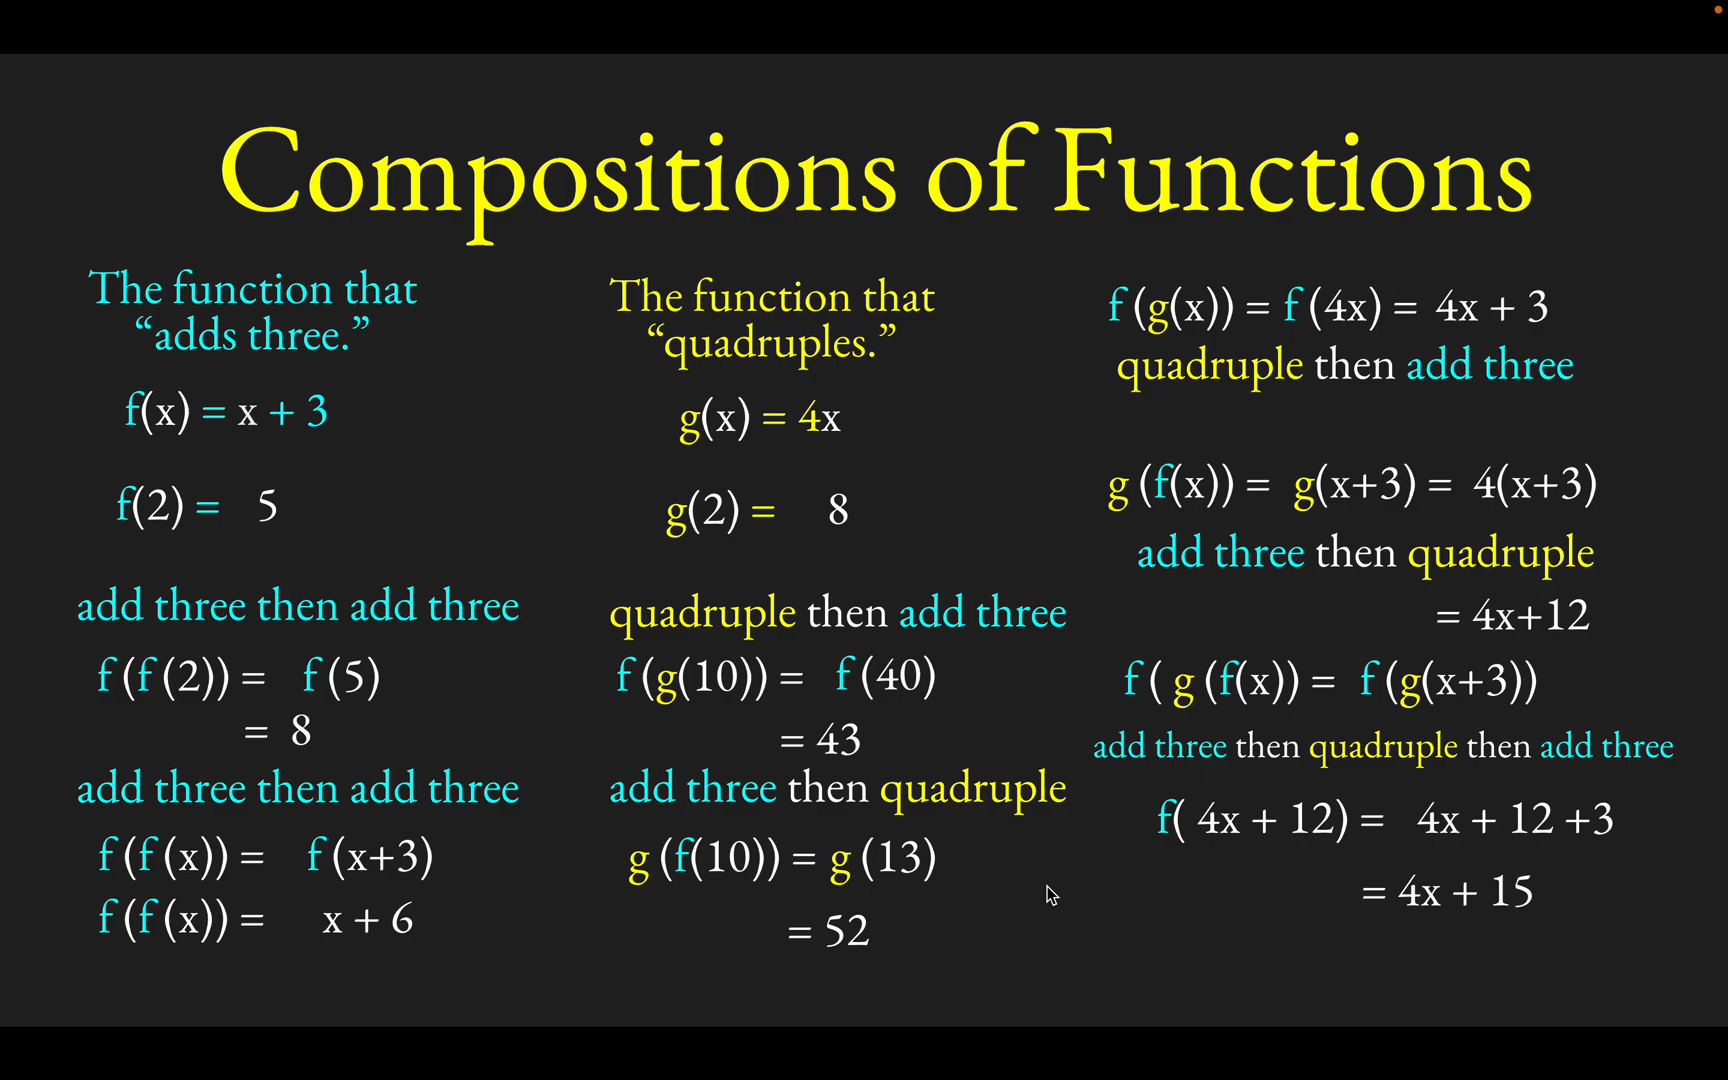 Compositions of Functions
The function that
“adds three.”
f(x) = x + 3
f(2) = 5
add three then add three
f (f (2)) = f (5)
= 8
add three then add three
f (f (x)) = f (x+3)
f (f (x)) = x + 6
The function that
“quadruples.”
g(x) = 4x
g(2) = 8
quadruple then add three
f (g(10)) = f (40)
= 43
add three then quadruple
g (f(10)) = g (13)
= 52
f (g(x)) = f (4x) = 4x + 3
quadruple then add three
g (f(x)) = g(x+3) = 4(x+3)
add three then quadruple
= 4x+12
f ( g (f(x)) = f (g(x+3))
add three then quadruple then add three
f( 4x + 12) = 4x + 12 +3
= 4x + 15